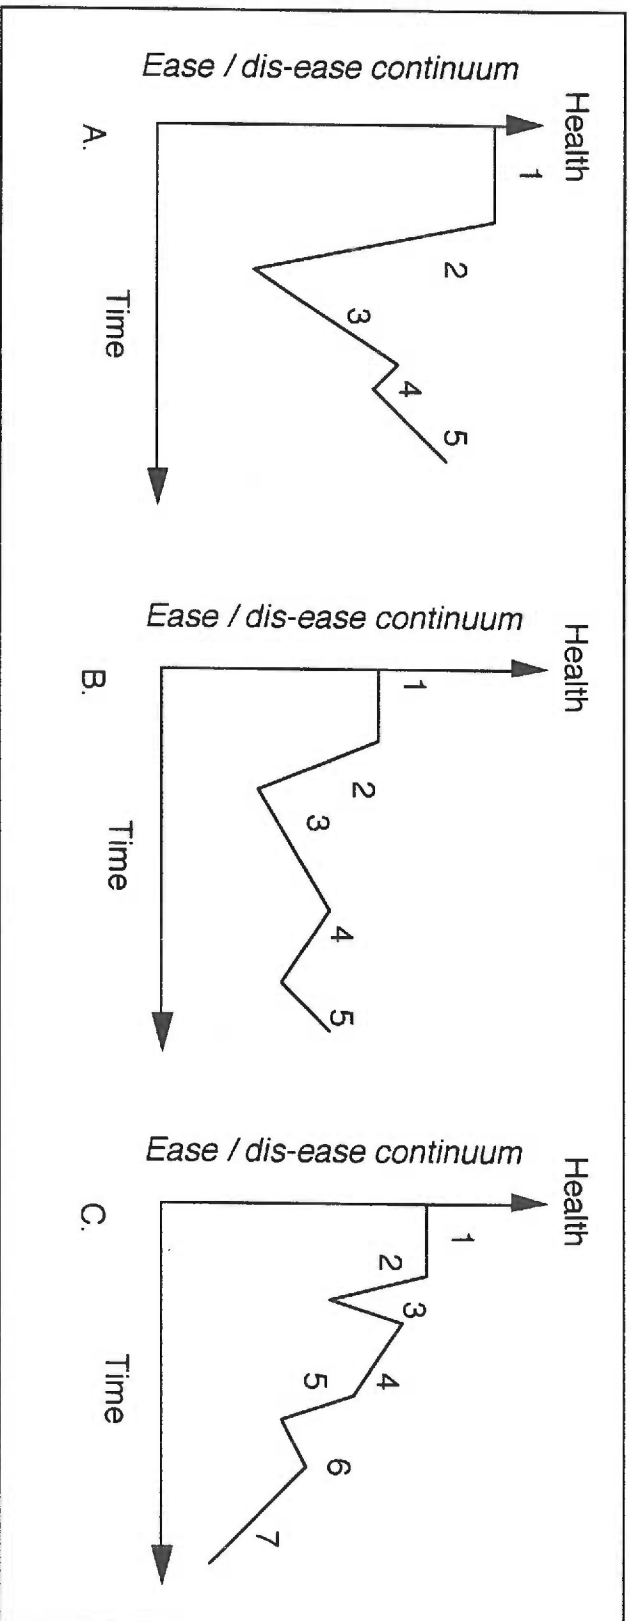 Health
Ease / dis-ease continuum
1
2
3
4
5
Time
A.
Health
Ease / dis-ease continuum
1
2
3
4
5
Time
B.
Health
Ease / dis-ease continuum
1
2
3
4
5
6
7
Time
C.